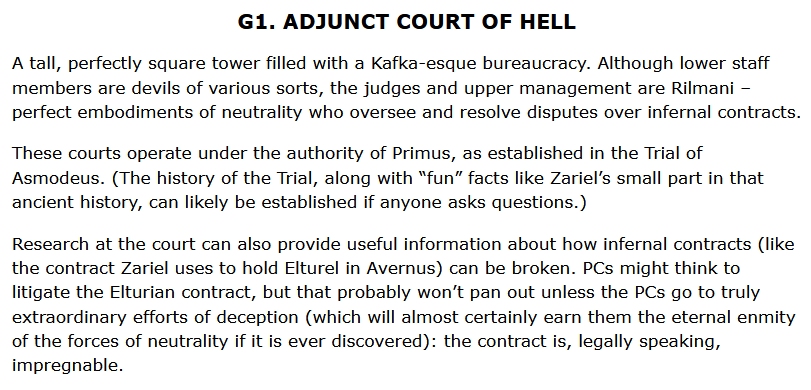 G1. ADJUNCT COURT OF HELL
A tall, perfectly square tower filled with a Kafka-esque bureaucracy. Although lower staff
members are devils of various sorts, the judges and upper management are Rilmani –
perfect embodiments of neutrality who oversee and resolve disputes over infernal contracts.
These courts operate under the authority of Primus, as established in the Trial of
Asmodeus. (The history of the Trial, along with “fun” facts like Zariel’s small part in that
ancient history, can likely be established if anyone asks questions.)
Research at the court can also provide useful information about how infernal contracts (like
the contract Zariel uses to hold Elturel in Avernus) can be broken. PCs might think to
litigate the Elturian contract, but that probably won’t pan out unless the PCs go to truly
extraordinary efforts of deception (which will almost certainly earn them the eternal enmity
of the forces of neutrality if it is ever discovered): the contract is, legally speaking,
impregnable.